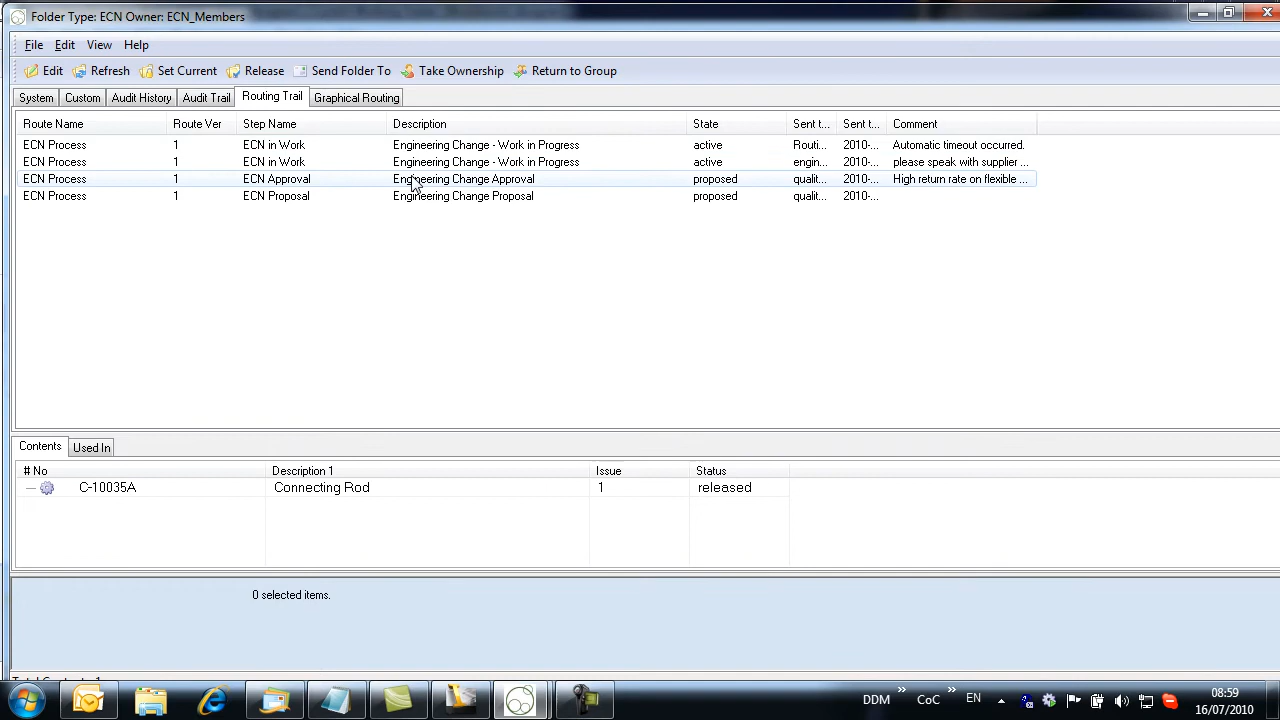 Folder Type: ECN Owner: ECN_Members
File Edit View Help
Edit Refresh Set Current Release Send Folder To Take Ownership Return to Group
System Custom Audit History Audit Trail Routing Trail Graphical Routing
Route Name Route Ver Step Name Description State Sent t... Sent t... Comment
ECN Process 1 ECN in Work Engineering Change - Work in Progress active Routi... 2010-... Automatic timeout occurred.
ECN Process 1 ECN in Work Engineering Change - Work in Progress active engin... 2010-... please speak with supplier ...
ECN Process 1 ECN Approval Engineering Change Approval proposed qualit... 2010-... High return rate on flexible ...
ECN Process 1 ECN Proposal Engineering Change Proposal proposed qualit... 2010-...
Contents Used In
# No Description 1 Issue Status
C-10035A Connecting Rod 1 released
0 selected items.
DDM » CoC » EN 08:59
16/07/2010